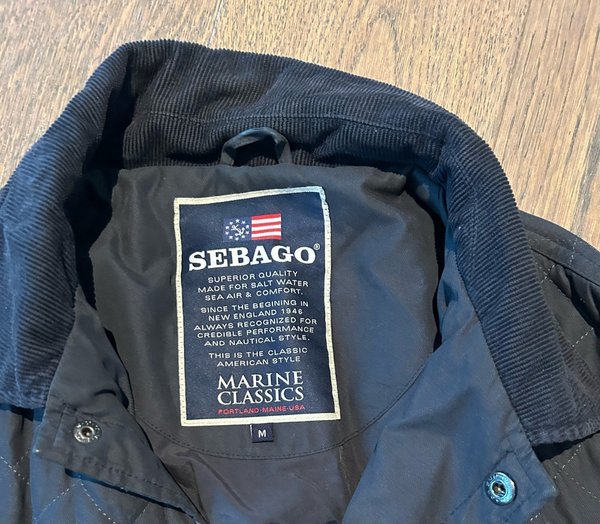 SEBAGO®
SUPERIOR QUALITY
MADE FOR SALT WATER
SEA AIR & COMFORT.
SINCE THE BEGINING IN
NEW ENGLAND 1946
ALWAYS RECOGNIZED FOR
CREDIBLE PERFORMANCE
AND NAUTICAL STYLE.
THIS IS THE CLASSIC
AMERICAN STYLE
MARINE
CLASSICS
PORTLAND·MAINE·USA
M